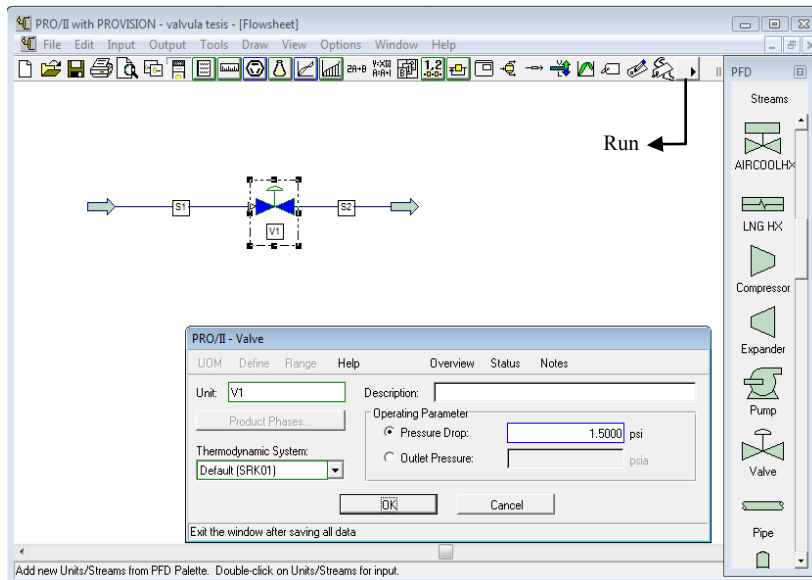 PRO/II with PROVISION - valvula tesis - [Flowsheet]
File Edit Input Output Tools Draw View Options Window Help
PFD
Streams
Run
AIRCOOLHX
S1
S2
V1
LNG HX
Compressor
PRO/II - Valve
UOM Define Range Help Overview Status Notes
Expander
Unit: V1 Description:
Product Phases...
Operating Parameter
Pressure Drop: 1.5000 psi
Pump
Thermodynamic System:
Default (SRK01)
Outlet Pressure: psia
Valve
OK Cancel
Exit the window after saving all data
Pipe
Add new Units/Streams from PFD Palette. Double-click on Units/Streams for input.